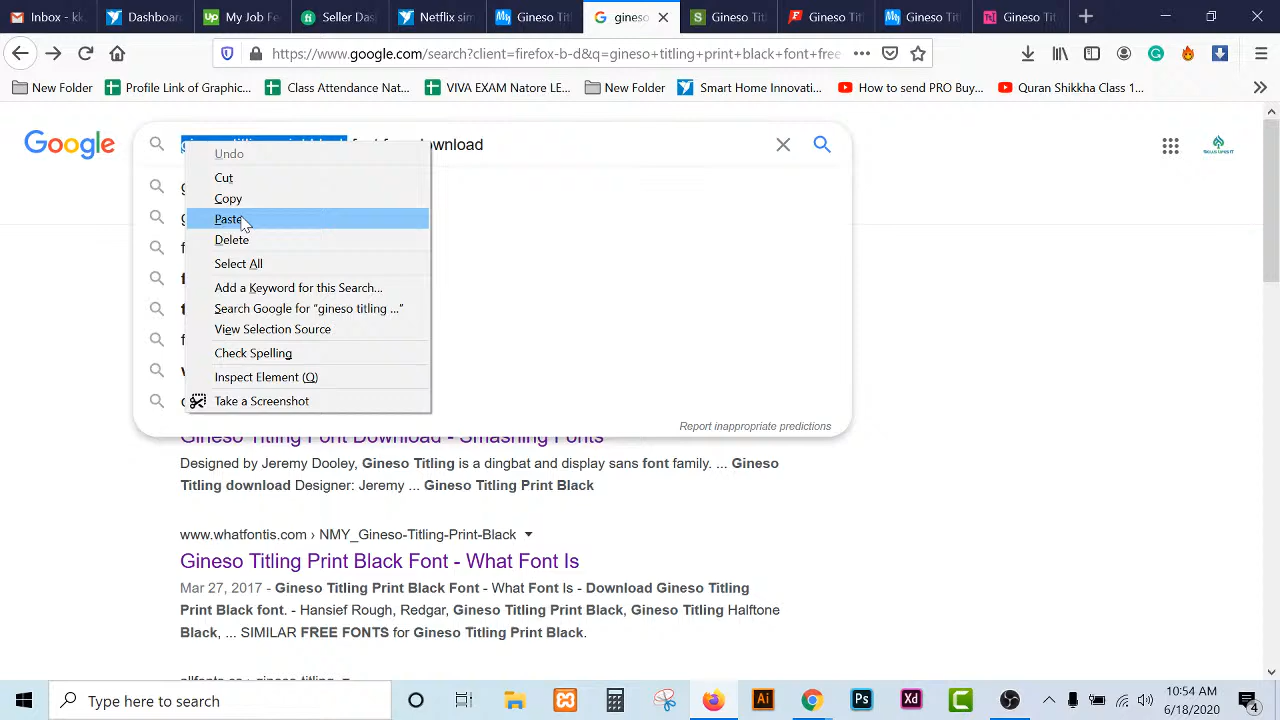 Inbox - kk
Dashboar
My Job Fe
Seller Das
Netflix sim
Gineso Tit
gineso
Gineso Titl
Gineso Tit
Gineso Tit
Gineso Tit
https://www.google.com/search?client=firefox-b-d&q=gineso+titling+print+black+font+free
New Folder
Profile Link of Graphic...
Class Attendance Nat...
VIVA EXAM Natore LE...
New Folder
Smart Home Innovati...
How to send PRO Buy...
Quran Shikkha Class 1...
Google
download
Undo
Cut
Copy
Paste
Delete
Select All
Add a Keyword for this Search...
Search Google for “gineso titling ...”
View Selection Source
Check Spelling
Inspect Element (Q)
Take a Screenshot
Report inappropriate predictions
Gineso Titling Font Download - Smashing Fonts
Designed by Jeremy Dooley, Gineso Titling is a dingbat and display sans font family. ... Gineso
Titling download Designer: Jeremy ... Gineso Titling Print Black
www.whatfontis.com › NMY_Gineso-Titling-Print-Black
Gineso Titling Print Black Font - What Font Is
Mar 27, 2017 - Gineso Titling Print Black Font - What Font Is - Download Gineso Titling
Print Black font. - Hansief Rough, Redgar, Gineso Titling Print Black, Gineso Titling Halftone
Black, ... SIMILAR FREE FONTS for Gineso Titling Print Black.
Type here to search
10:54 AM
6/18/2020
4